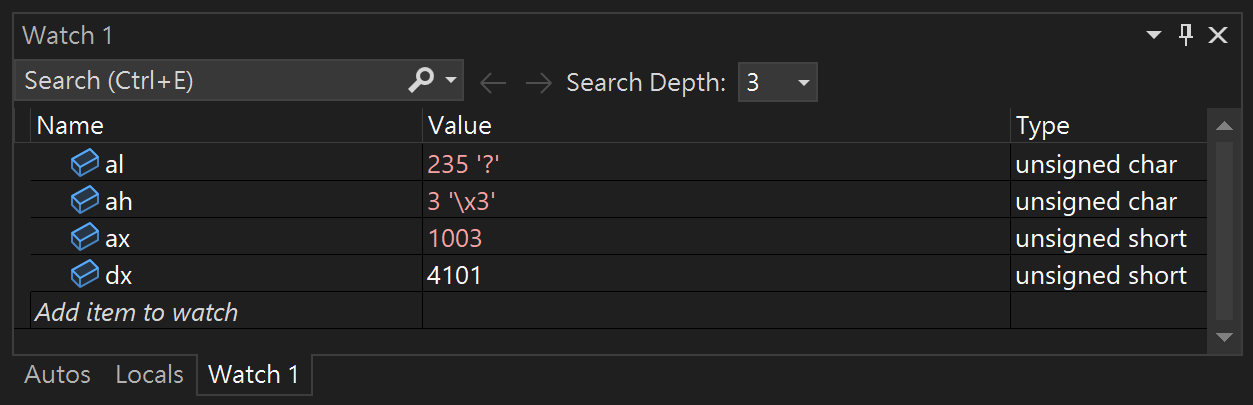 Watch 1
Search (Ctrl+E) Search Depth: 3
Name Value Type
al 235 '?' unsigned char
ah 3 '\x3' unsigned char
ax 1003 unsigned short
dx 4101 unsigned short
Add item to watch
Autos Locals Watch 1